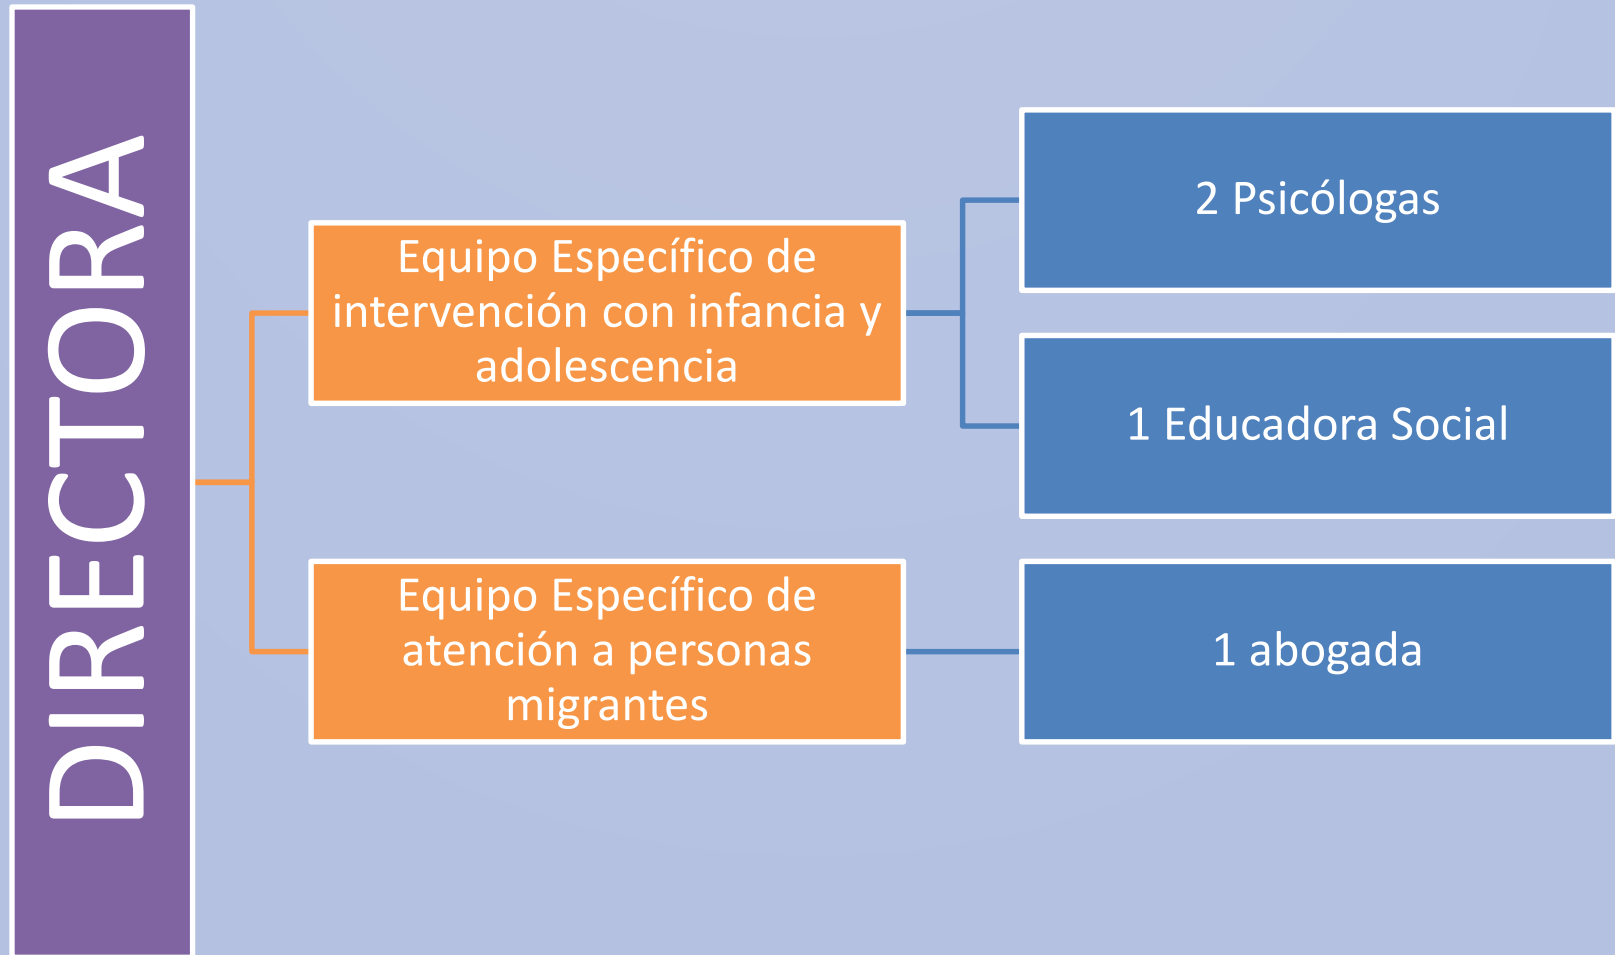 DIRECTORA
Equipo Específico de
intervención con infancia y
adolescencia
2 Psicólogas
1 Educadora Social
Equipo Específico de
atención a personas
migrantes
1 abogada